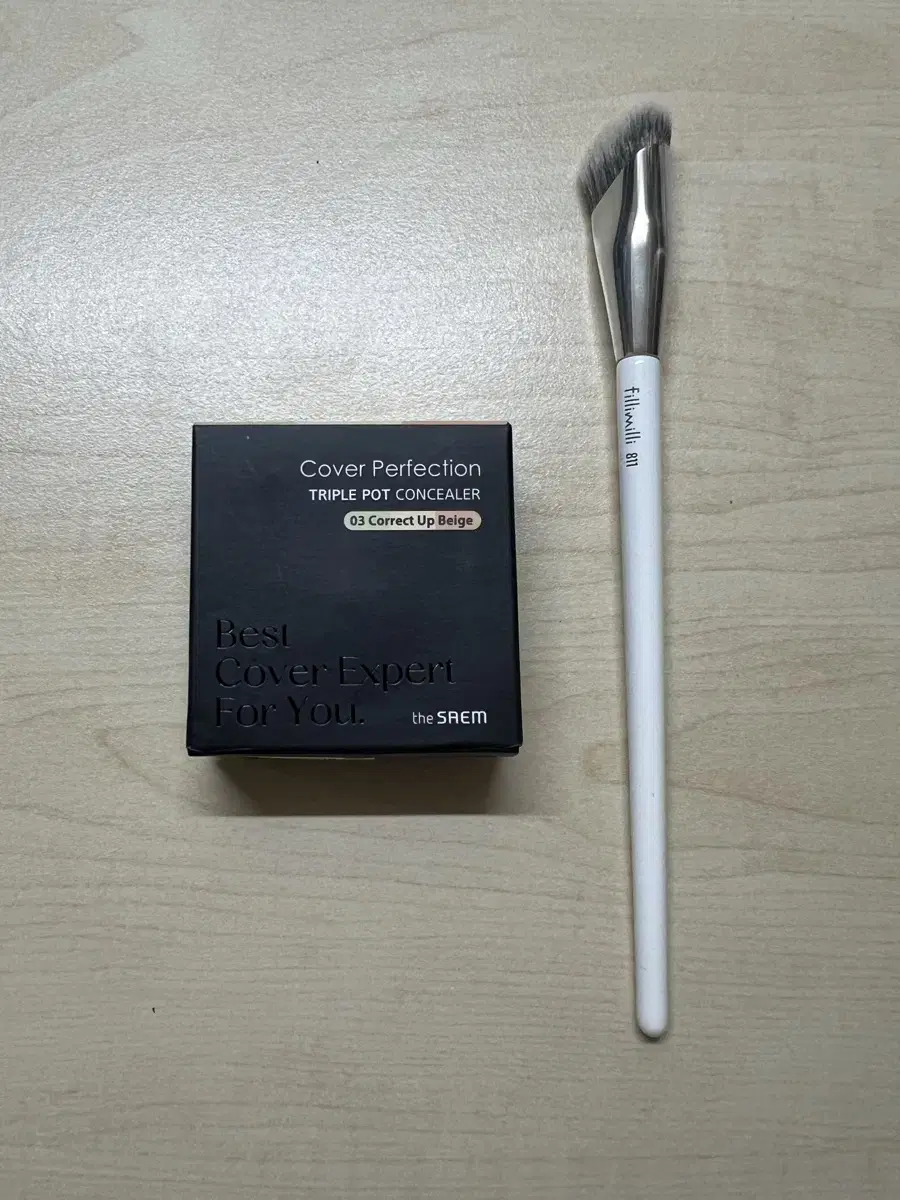 Cover Perfection
TRIPLE POT CONCEALER
03 Correct Up Beige
Best
Cover Expert
For You.
the SAEM
fillimilli 811